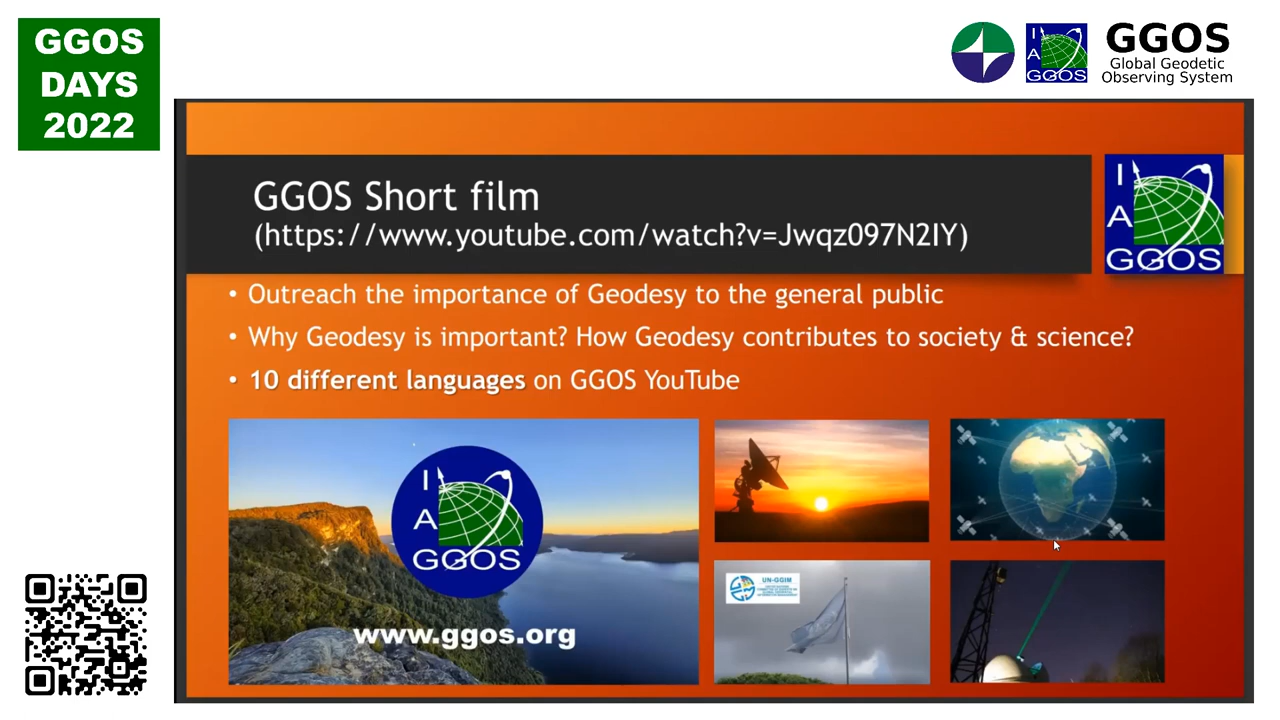 GGOS
DAYS
2022
I
A
GGOS
GGOS
Global Geodetic
Observing System
GGOS Short film
(https://www.youtube.com/watch?v=Jwqz097N2IY)
I
A
GGOS
• Outreach the importance of Geodesy to the general public
• Why Geodesy is important? How Geodesy contributes to society & science?
• 10 different languages on GGOS YouTube
I
A
GGOS
www.ggos.org
UN-GGIM